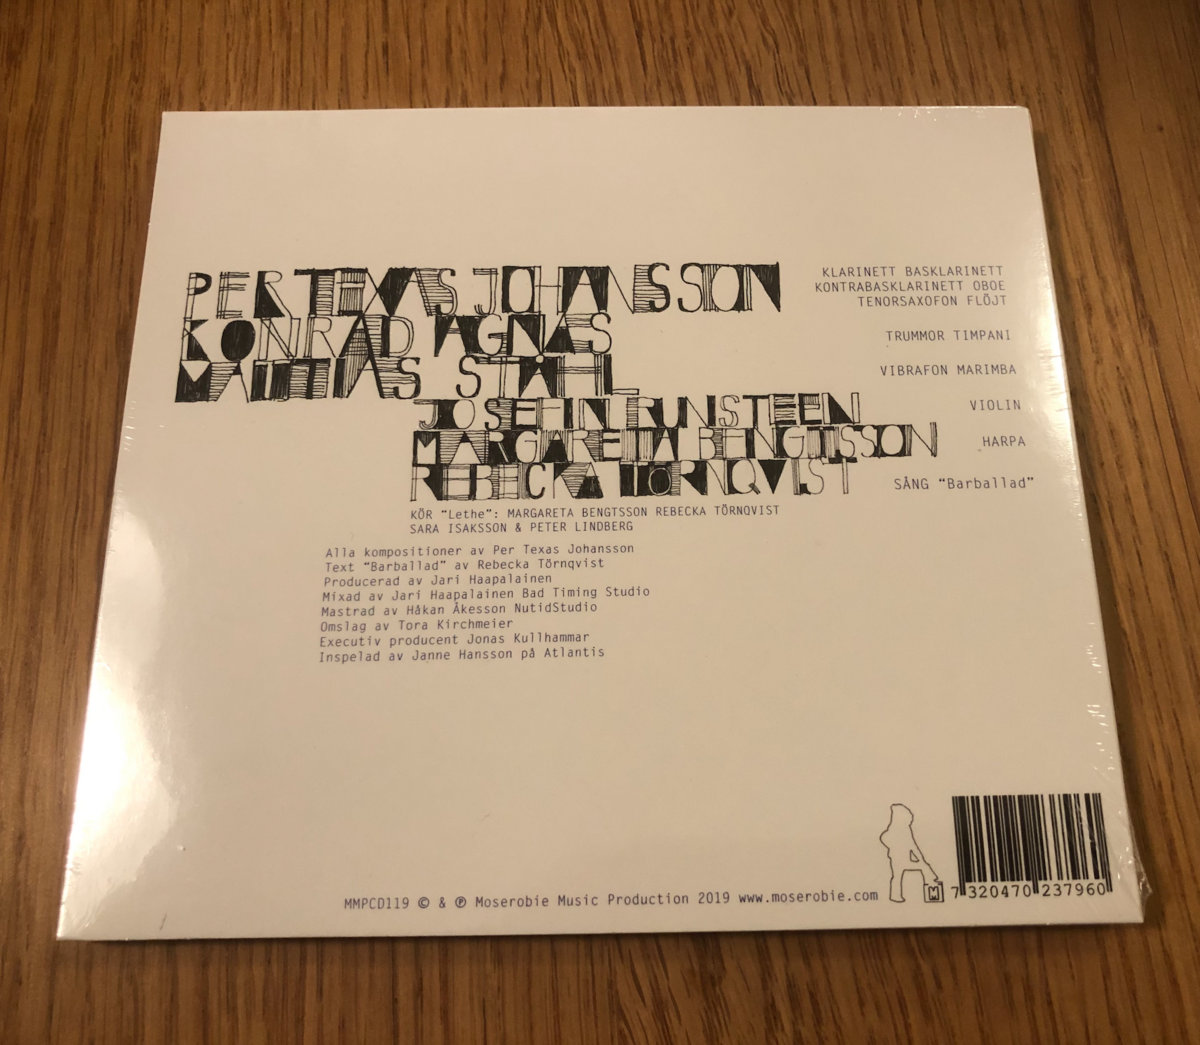 PER TEXAS JOHANSSON
KLARINETT BASKLARINETT
KONTRABASKLARINETT OBOE
TENORSAXOFON FLÖJT
KONRAD AGNAS
TRUMMOR TIMPANI
MATTIAS STÅHL
VIBRAFON MARIMBA
JOSEFIN RUNSTEEN
VIOLIN
MARGARETA BENGTSSON
HARPA
REBECKA TÖRNQVIST
SÅNG “Barballad”
KÖR “Lethe”: MARGARETA BENGTSSON REBECKA TÖRNQVIST
SARA ISAKSSON & PETER LINDBERG
Alla kompositioner av Per Texas Johansson
Text “Barballad” av Rebecka Törnqvist
Producerad av Jari Haapalainen
Mixad av Jari Haapalainen Bad Timing Studio
Mastrad av Håkan Åkesson NutidStudio
Omslag av Tora Kirchmeier
Executiv producent Jonas Kullhammar
Inspelad av Janne Hansson på Atlantis
MMPCD119 © & ℗ Moserobie Music Production 2019 www.moserobie.com
M
7 320470 237960